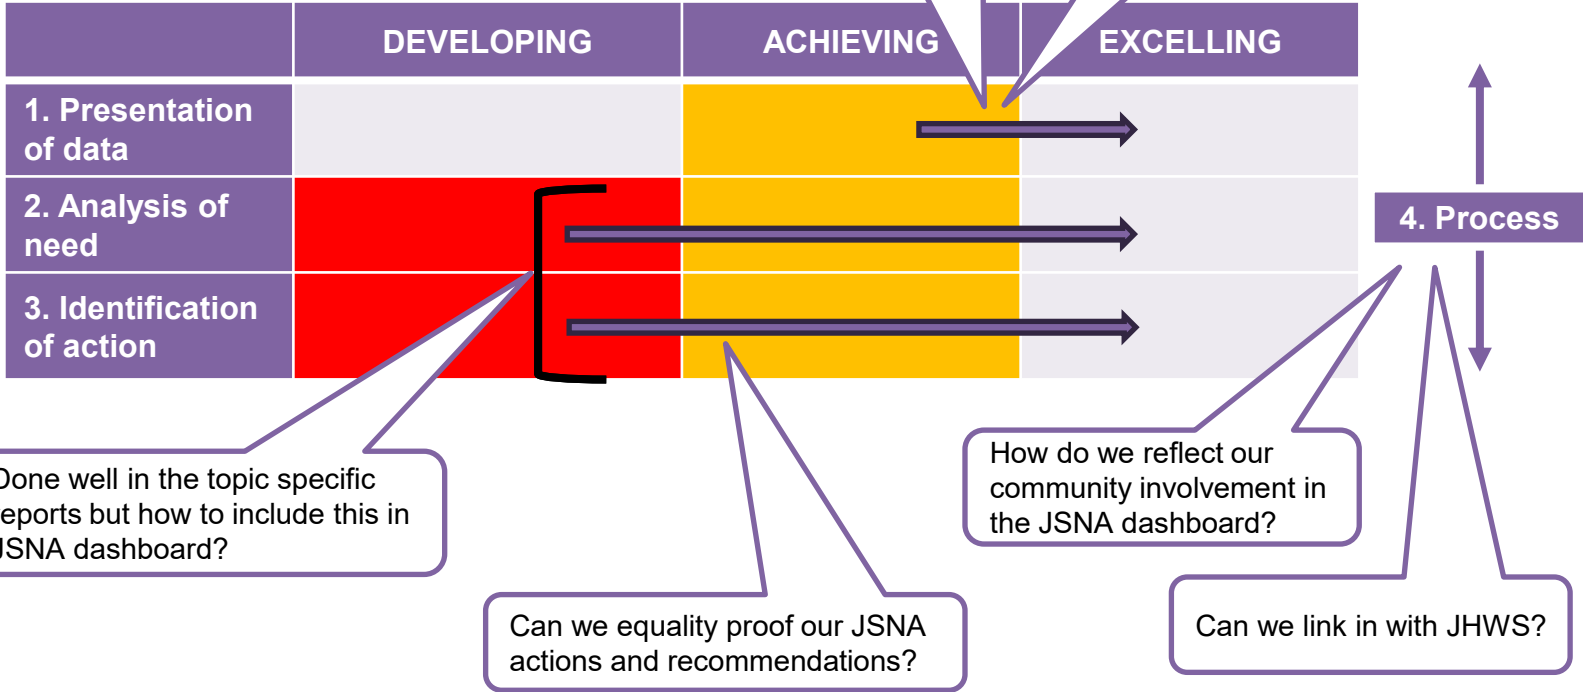 DEVELOPING ACHIEVING EXCELLING
1. Presentation
of data
2. Analysis of
need
3. Identification
of action
4. Process
Done well in the topic specific
reports but how to include this in
JSNA dashboard?
How do we reflect our
community involvement in
the JSNA dashboard?
Can we equality proof our JSNA
actions and recommendations?
Can we link in with JHWS?